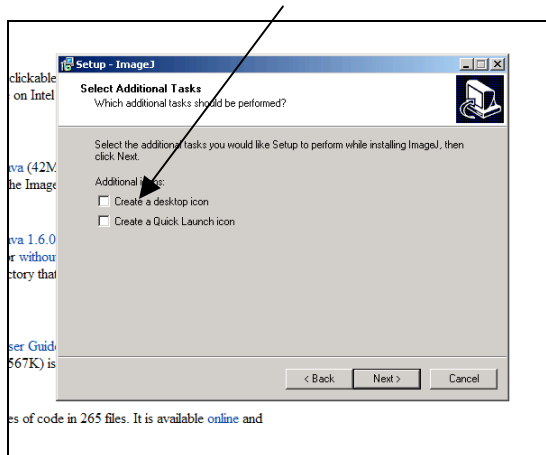 Setup - ImageJ
clickable
on Intel
Select Additional Tasks
Which additional tasks should be performed?
Select the additional tasks you would like Setup to perform while installing ImageJ, then
click Next.
ava (42M
he Image
Additional icons:
Create a desktop icon
Create a Quick Launch icon
ava 1.6.0
or without
ctory that
ser Guide
567K) is
< Back
Next >
Cancel
es of code in 265 files. It is available online and